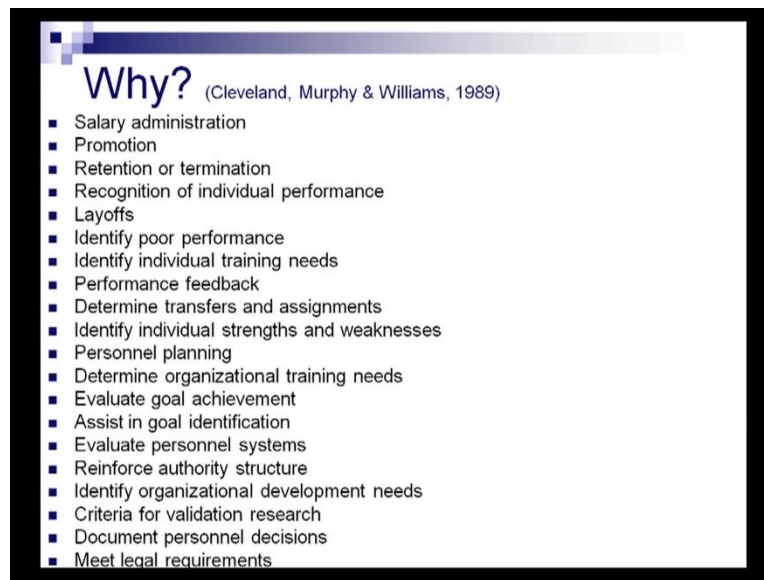 Why? (Cleveland, Murphy & Williams, 1989)
Salary administration
Promotion
Retention or termination
Recognition of individual performance
Layoffs
Identify poor performance
Identify individual training needs
Performance feedback
Determine transfers and assignments
Identify individual strengths and weaknesses
Personnel planning
Determine organizational training needs
Evaluate goal achievement
Assist in goal identification
Evaluate personnel systems
Reinforce authority structure
Identify organizational development needs
Criteria for validation research
Document personnel decisions
Meet legal requirements